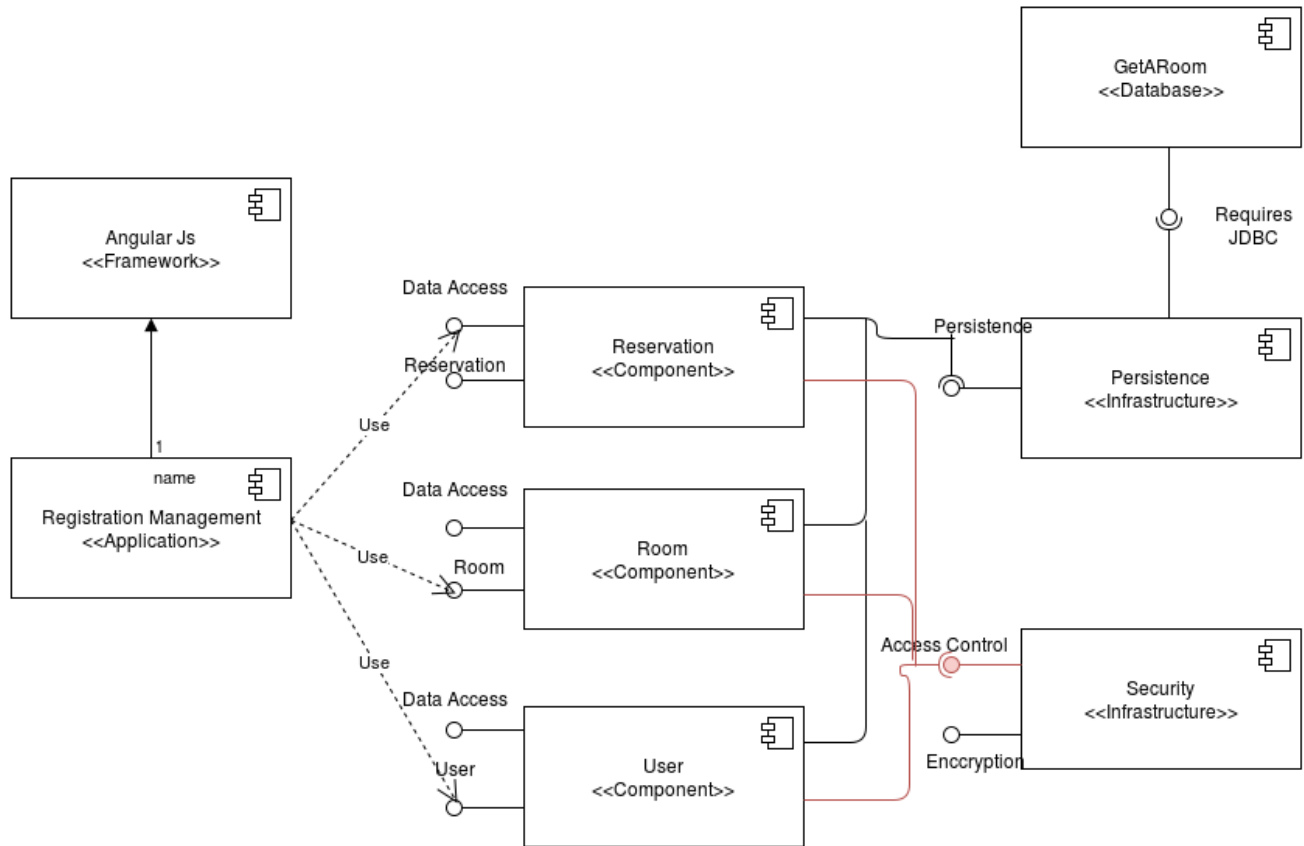 GetARoom
<<Database>>
Requires
JDBC
Angular Js
<<Framework>>
Data Access
Reservation
Reservation
<<Component>>
Persistence
Persistence
<<Infrastructure>>
Use
1
name
Registration Management
<<Application>>
Data Access
Use
Room
Room
<<Component>>
Use
Access Control
Security
<<Infrastructure>>
Data Access
User
User
<<Component>>
Enccryption